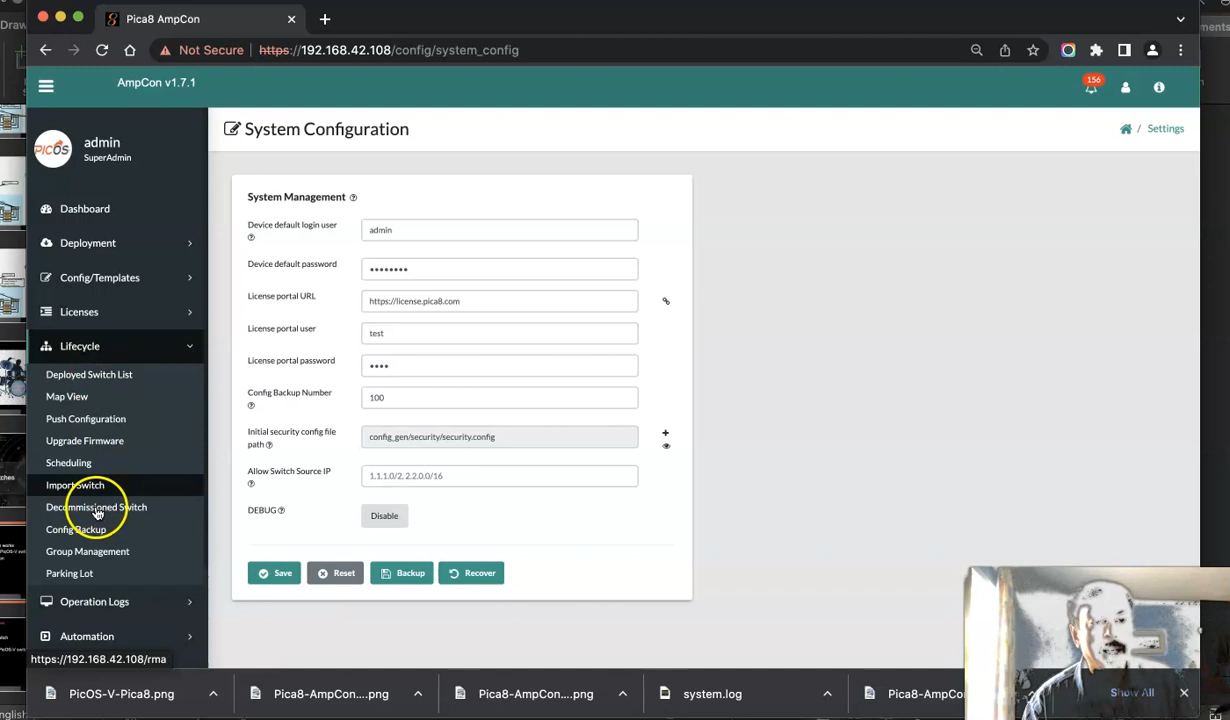 Draw
Pica8 AmpCon
Not Secure https://192.168.42.108/config/system_config
AmpCon v1.7.1
156
PICOS
admin
SuperAdmin
System Configuration
/ Settings
Dashboard
Deployment
Config/Templates
Licenses
Lifecycle
Deployed Switch List
Map View
Push Configuration
Upgrade Firmware
Scheduling
Import Switch
Decommissioned Switch
Config Backup
Group Management
Parking Lot
Operation Logs
Automation
System Management
Device default login user
admin
Device default password
••••••••
License portal URL
https://license.pica8.com
License portal user
test
License portal password
••••
Config Backup Number
100
Initial security config file
path
config_gen/security/security.config
Allow Switch Source IP
1.1.1.0/2, 2.2.0.0/16
DEBUG
Disable
Save
Reset
Backup
Recover
https://192.168.42.108/rma
PicOS-V-Pica8.png
Pica8-AmpCon....png
Pica8-AmpCon....png
system.log
Pica8-AmpCon
Show All